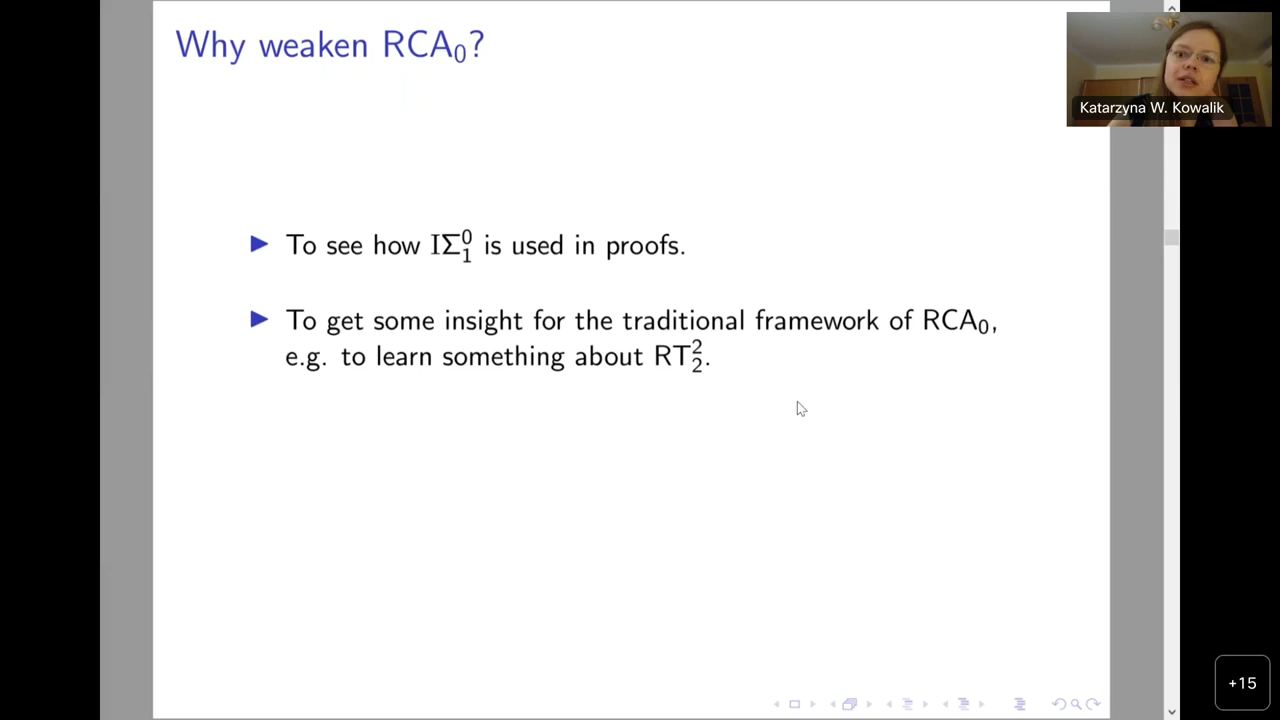 Why weaken RCA₀?
Katarzyna W. Kowalik
▶ To see how IΣ⁰₁ is used in proofs.
▶ To get some insight for the traditional framework of RCA₀,
e.g. to learn something about RT²₂.
+15